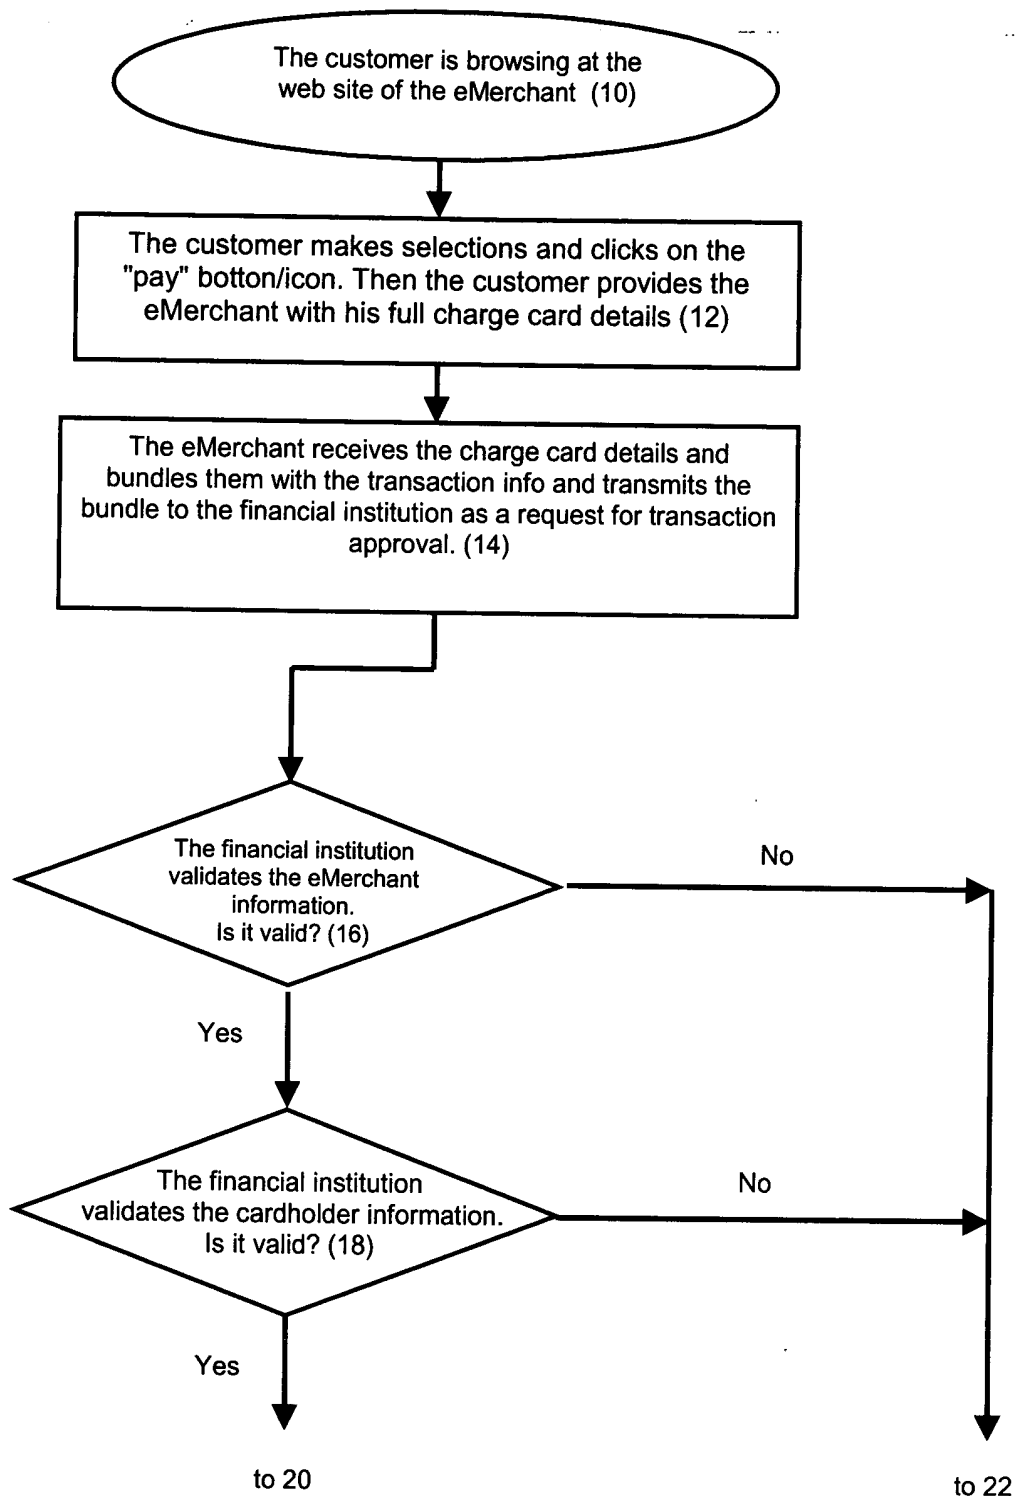 The customer is browsing at the
web site of the eMerchant (10)
The customer makes selections and clicks on the
"pay" botton/icon. Then the customer provides the
eMerchant with his full charge card details (12)
The eMerchant receives the charge card details and
bundles them with the transaction info and transmits the
bundle to the financial institution as a request for transaction
approval. (14)
The financial institution
validates the eMerchant
information.
Is it valid? (16)
No
Yes
The financial institution
validates the cardholder information.
Is it valid? (18)
No
Yes
to 20
to 22